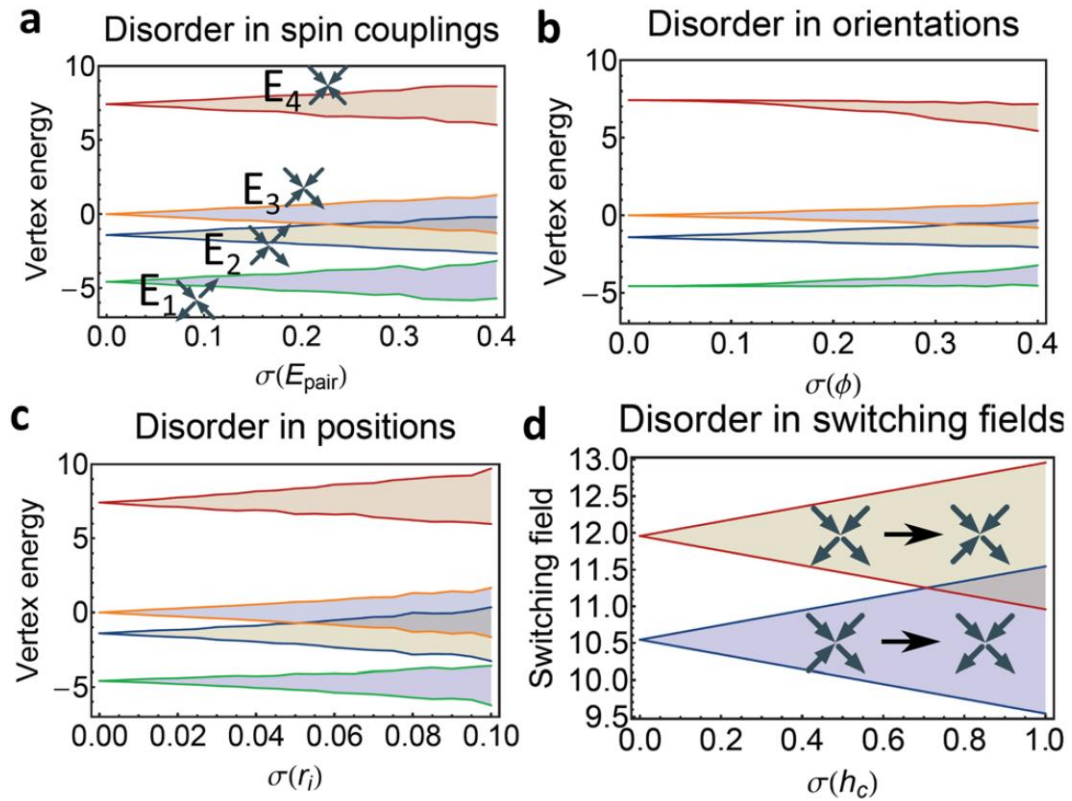 a
Disorder in spin couplings
Vertex energy
10
5
0
−5
E4
E3
E2
E1
0.0 0.1 0.2 0.3 0.4
σ(Epair)
b
Disorder in orientations
Vertex energy
10
5
0
−5
0.0 0.1 0.2 0.3 0.4
σ(ϕ)
c
Disorder in positions
Vertex energy
10
5
0
−5
0.00 0.02 0.04 0.06 0.08 0.10
σ(ri)
d
Disorder in switching fields
Switching field
13.0
12.5
12.0
11.5
11.0
10.5
10.0
9.5
0.0 0.2 0.4 0.6 0.8 1.0
σ(hc)